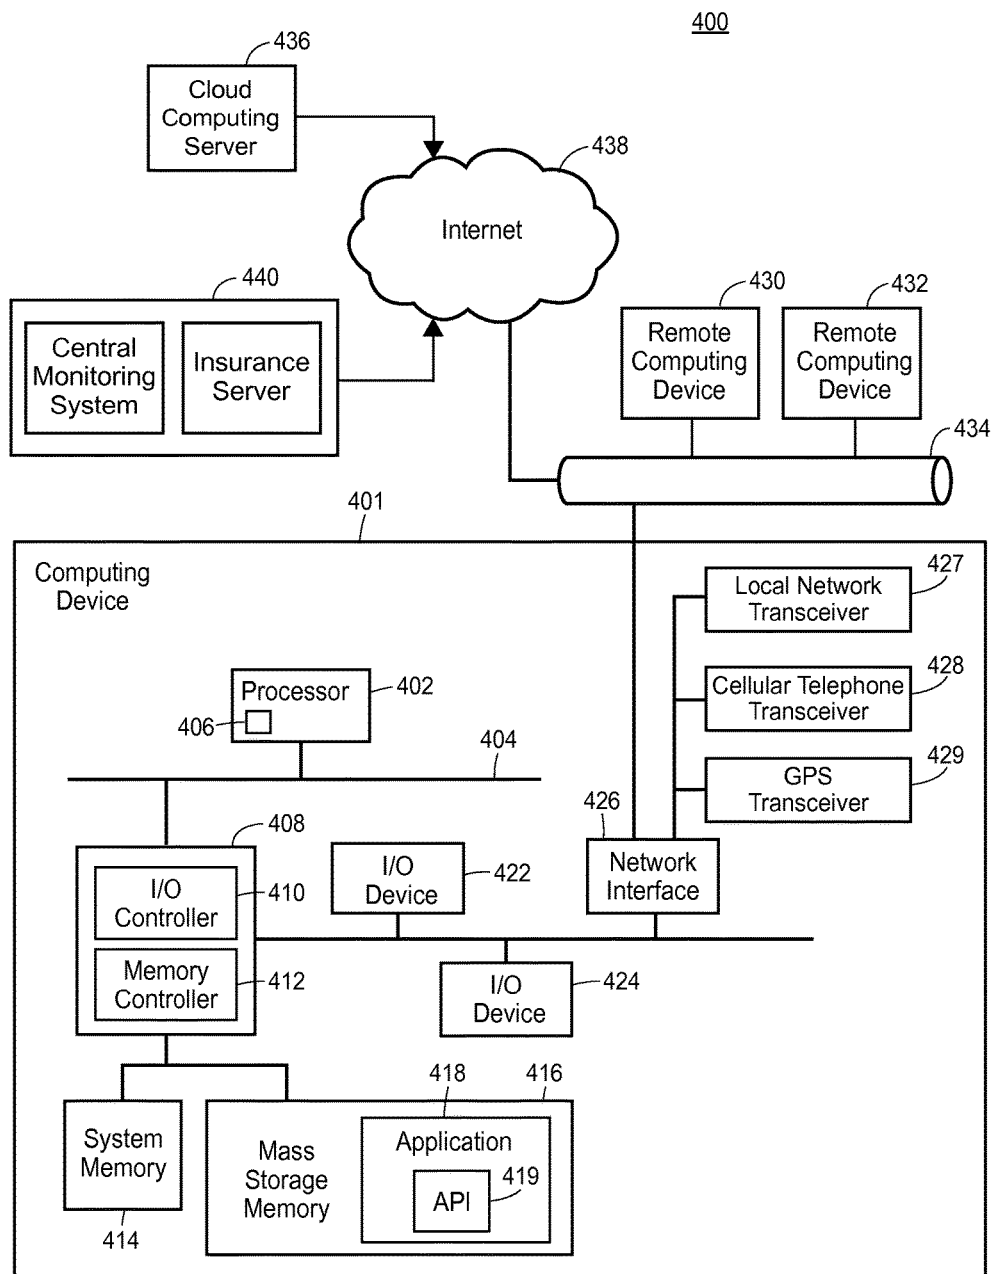 400
436
Cloud
Computing
Server
438
Internet
440
Central
Monitoring
System
Insurance
Server
430
Remote
Computing
Device
432
Remote
Computing
Device
434
401
Computing
Device
427
Local Network
Transceiver
Processor
402
406
428
Cellular Telephone
Transceiver
404
429
GPS
Transceiver
426
Network
Interface
408
I/O
Controller
410
I/O
Device
422
Memory
Controller
412
I/O
Device
424
418
416
System
Memory
414
Mass
Storage
Memory
Application
419
API